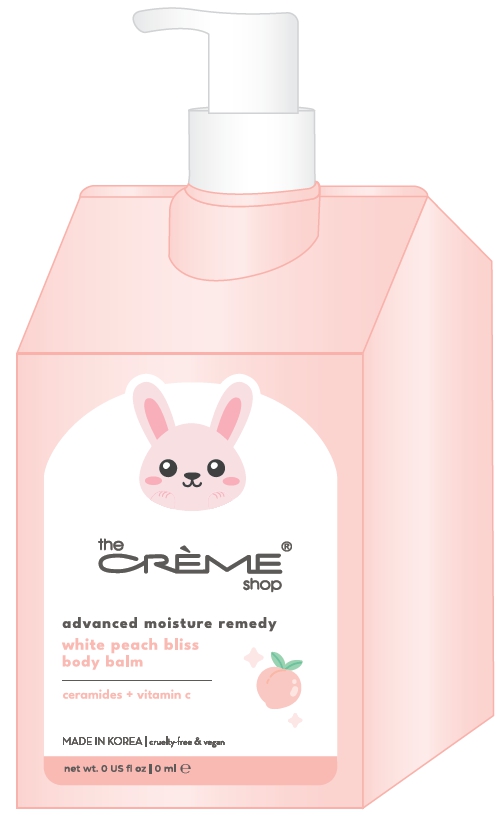 the
CRÈME®
shop
advanced moisture remedy
white peach bliss
body balm
ceramides + vitamin c
MADE IN KOREA | cruelty-free & vegan
net wt. 0 US fl oz | 0 ml ℮